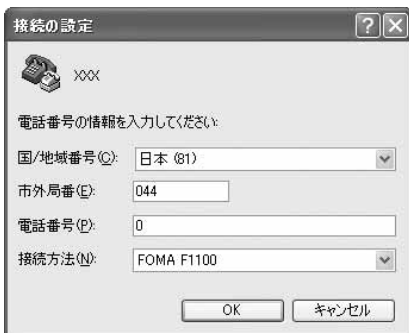 接続の設定
XXX
電話番号の情報を入力してください:
国/地域番号(C): 日本 (81)
市外局番(E): 044
電話番号(P): 0
接続方法(N): FOMA F1100
OK キャンセル